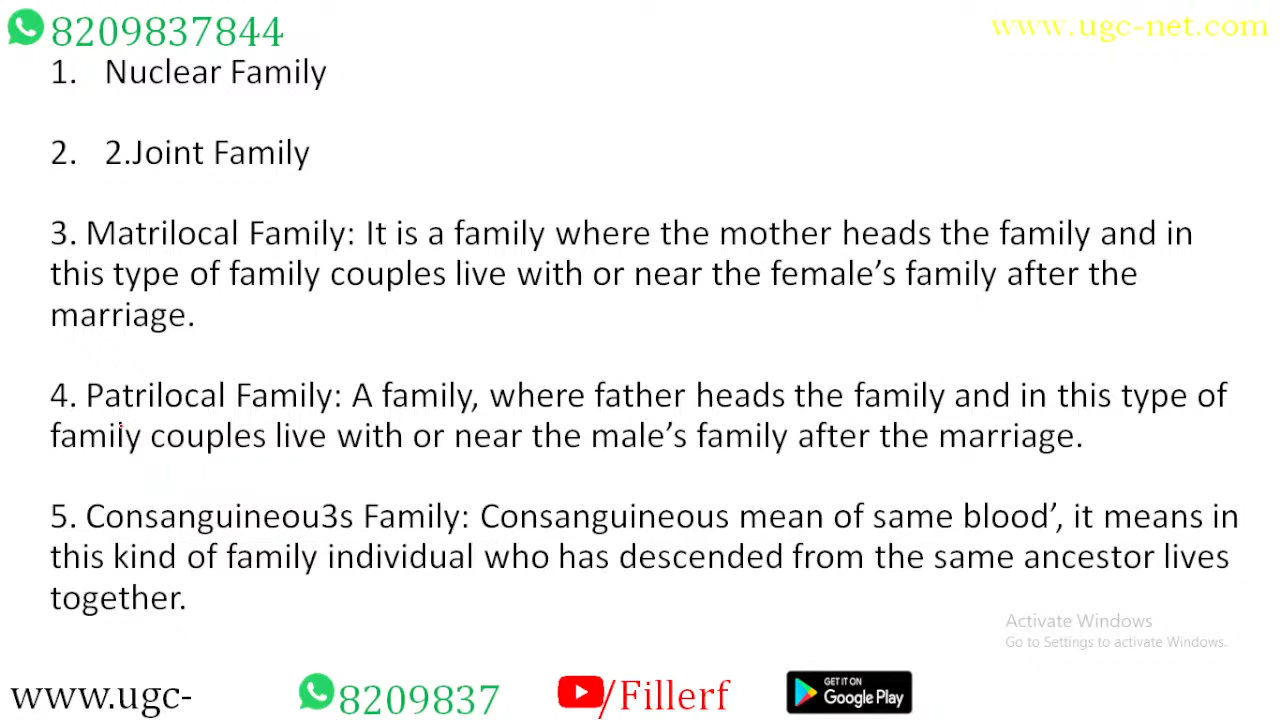 8209837844
www.ugc-net.com
1. Nuclear Family
2. 2.Joint Family
3. Matrilocal Family: It is a family where the mother heads the family and in
this type of family couples live with or near the female’s family after the
marriage.
4. Patrilocal Family: A family, where father heads the family and in this type of
family couples live with or near the male’s family after the marriage.
5. Consanguineou3s Family: Consanguineous mean of same blood’, it means in
this kind of family individual who has descended from the same ancestor lives
together.
Activate Windows
Go to Settings to activate Windows.
www.ugc-
8209837
/Fillerf
GET IT ON
Google Play